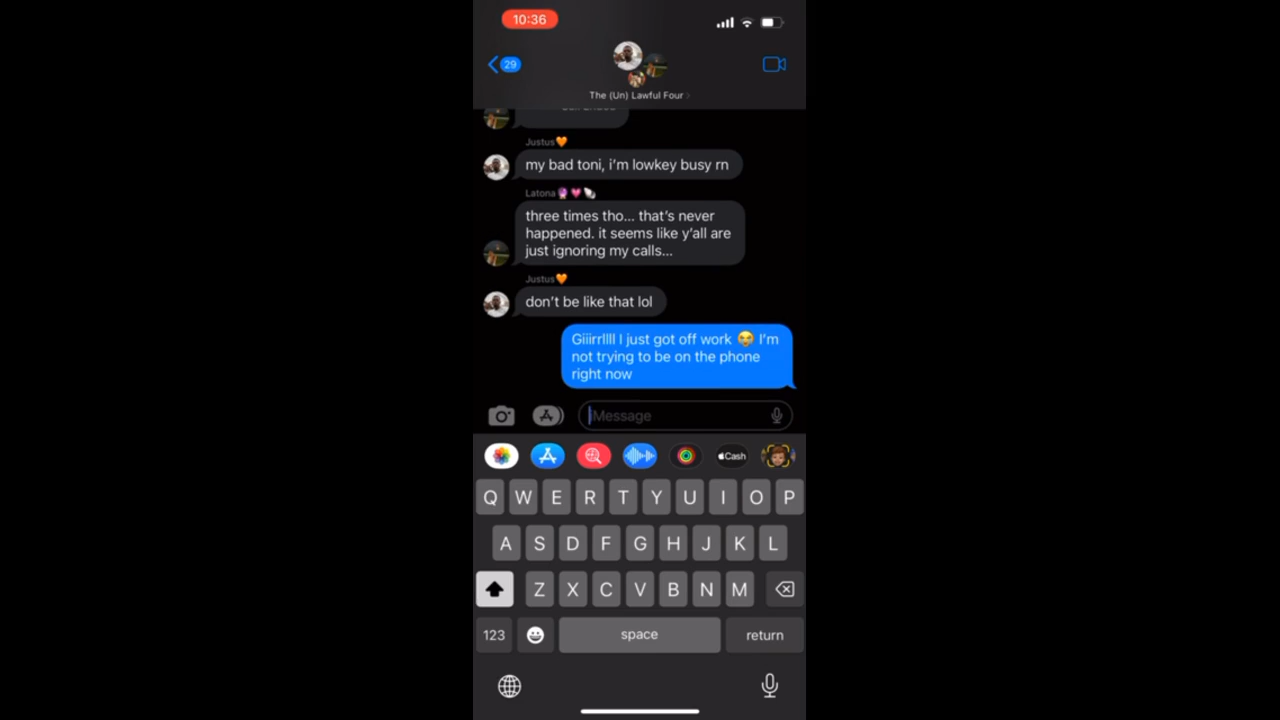 10:36
29
The (Un) Lawful Four
Justus🧡
my bad toni, i'm lowkey busy rn
Latona🔮💗🐚
three times tho... that's never
happened. it seems like y'all are
just ignoring my calls...
Justus🧡
don't be like that lol
Giiirrllll I just got off work 😭 I'm
not trying to be on the phone
right now
iMessage
Cash
Q W E R T Y U I O P
A S D F G H J K L
Z X C V B N M
123 space return